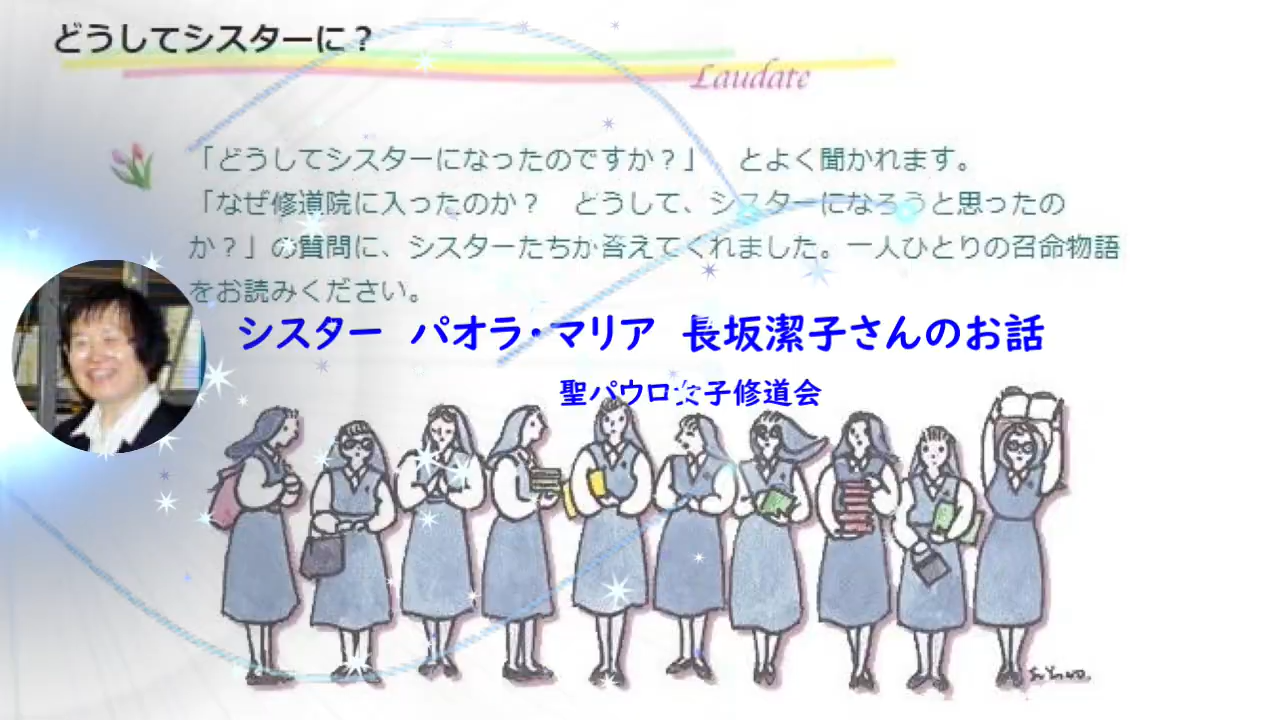 どうしてシスターに？
Laudate
「どうしてシスターになったのですか？」　とよく聞かれます。
「なぜ修道院に入ったのか？　どうして、シスターになろうと思ったの
か？」の質問に、シスターたちが答えてくれました。一人ひとりの召命物語
をお読みください。
シスター　パオラ・マリア　長坂潔子さんのお話
聖パウロ女子修道会